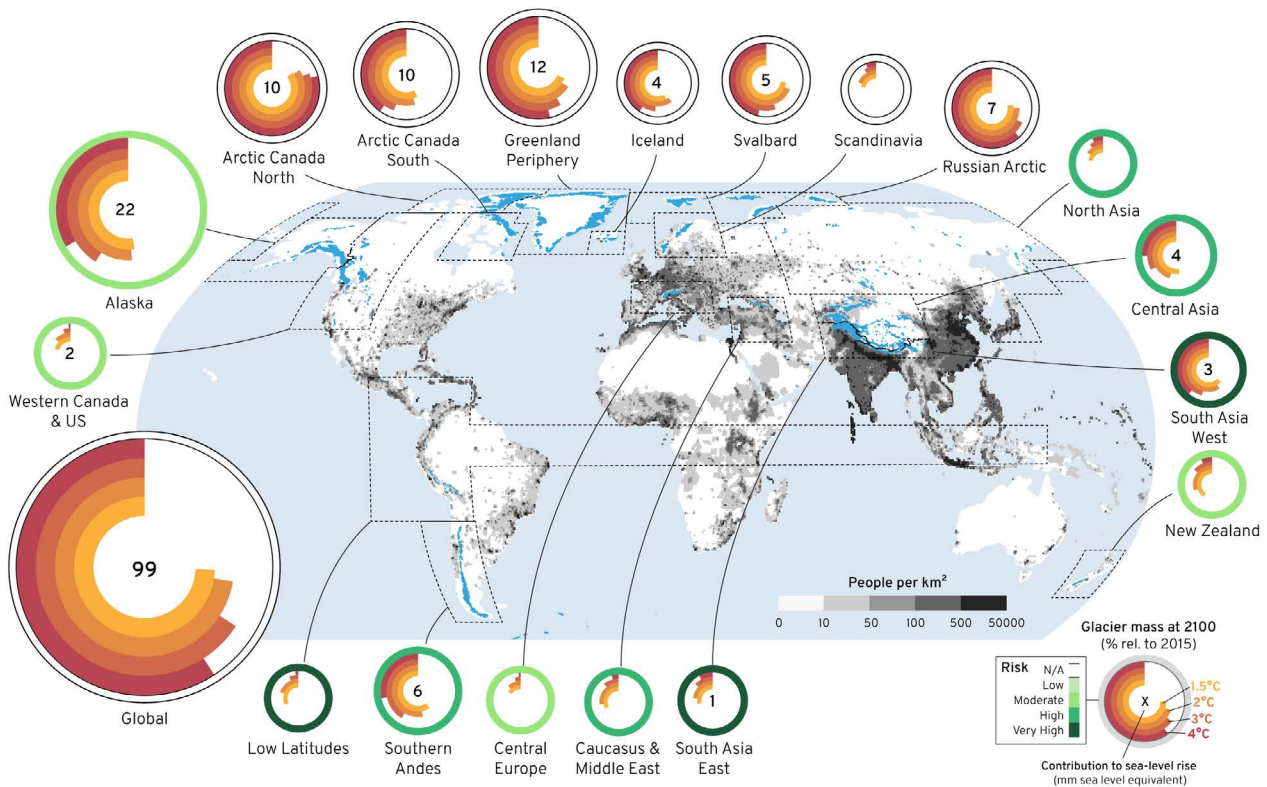 10
Arctic Canada
North
10
Arctic Canada
South
12
Greenland
Periphery
4
Iceland
5
Svalbard
Scandinavia
7
Russian Arctic
North Asia
22
Alaska
4
Central Asia
2
Western Canada
& US
3
South Asia
West
New Zealand
99
Global
People per km²
0 10 50 100 500 50000
Low Latitudes
6
Southern
Andes
Central
Europe
Caucasus &
Middle East
1
South Asia
East
Glacier mass at 2100
(% rel. to 2015)
Risk
N/A
Low
Moderate
High
Very High
X
1.5°C
2°C
3°C
4°C
Contribution to sea-level rise
(mm sea level equivalent)